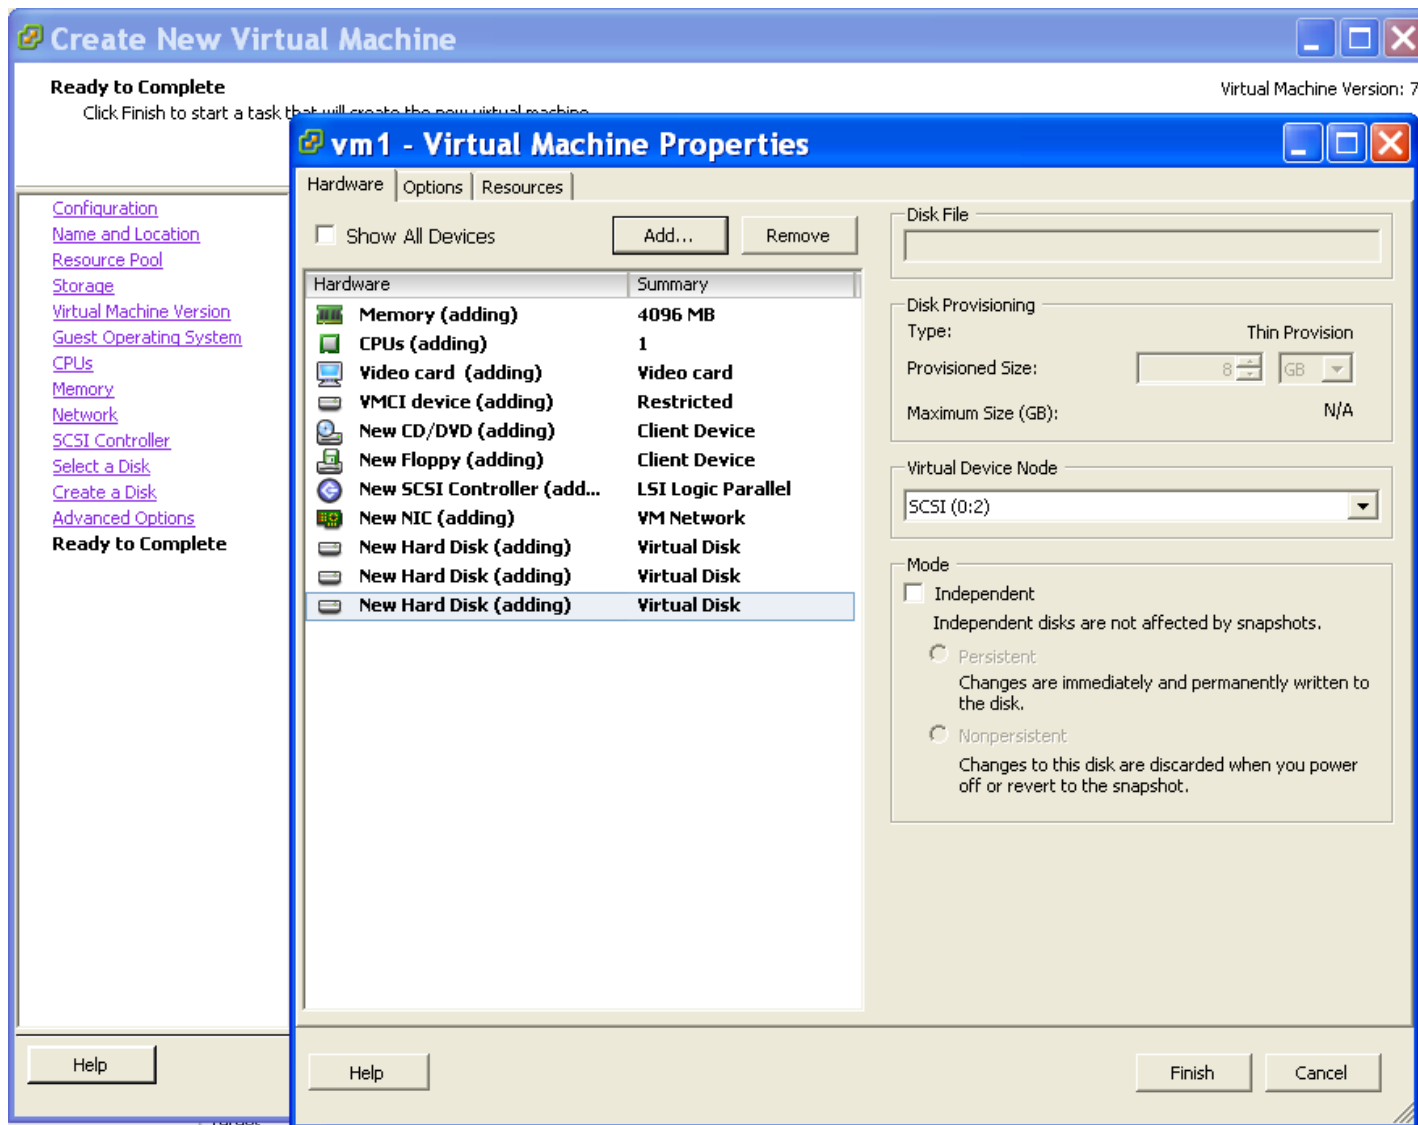 Create New Virtual Machine
Ready to Complete
Virtual Machine Version: 7
Click Finish to start a task that will create the new virtual machine
vm1 - Virtual Machine Properties
Hardware Options Resources
Configuration
Name and Location
Resource Pool
Storage
Virtual Machine Version
Guest Operating System
CPUs
Memory
Network
SCSI Controller
Select a Disk
Create a Disk
Advanced Options
Ready to Complete
Help
Show All Devices Add... Remove
Hardware Summary
Memory (adding) 4096 MB
CPUs (adding) 1
Video card (adding) Video card
VMCI device (adding) Restricted
New CD/DVD (adding) Client Device
New Floppy (adding) Client Device
New SCSI Controller (add... LSI Logic Parallel
New NIC (adding) VM Network
New Hard Disk (adding) Virtual Disk
New Hard Disk (adding) Virtual Disk
New Hard Disk (adding) Virtual Disk
Disk File
Disk Provisioning
Type: Thin Provision
Provisioned Size: 8 GB
Maximum Size (GB): N/A
Virtual Device Node
SCSI (0:2)
Mode
Independent
Independent disks are not affected by snapshots.
Persistent
Changes are immediately and permanently written to
the disk.
Nonpersistent
Changes to this disk are discarded when you power
off or revert to the snapshot.
Help Finish Cancel